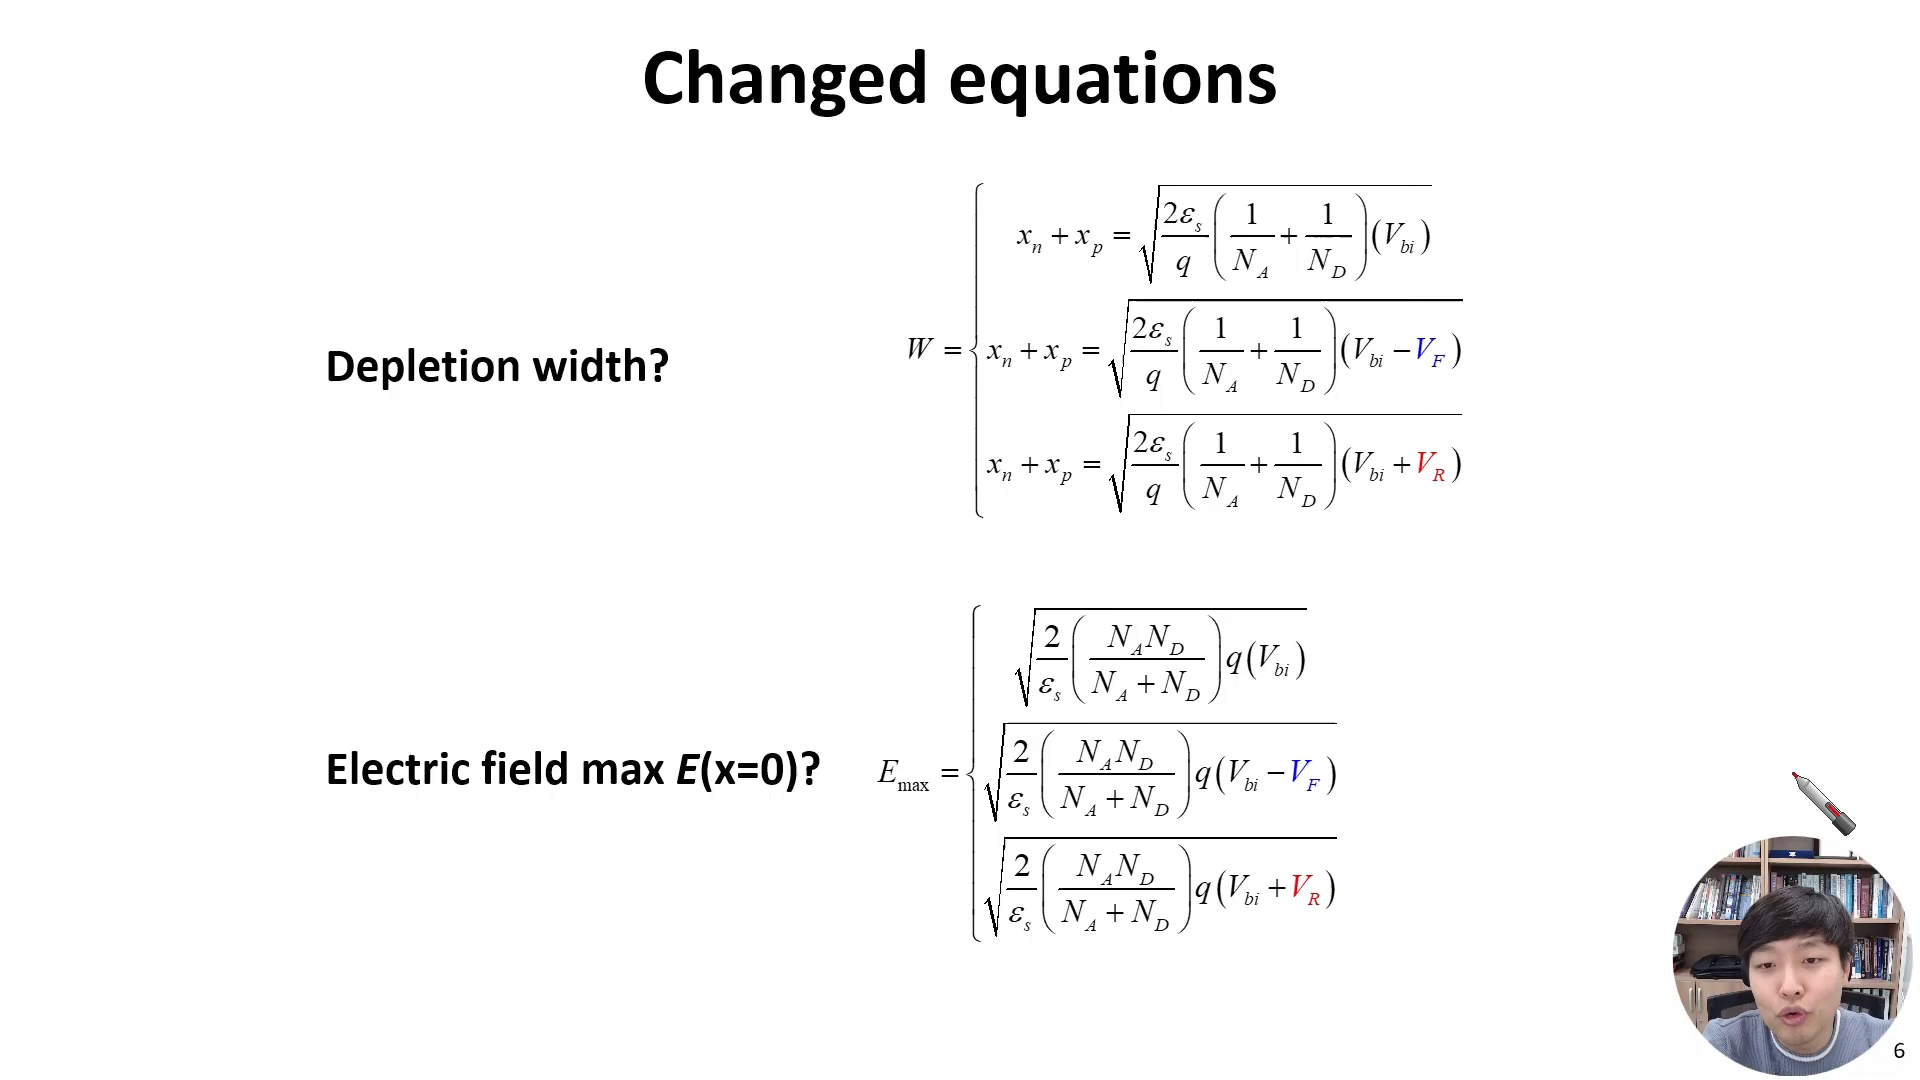 Changed equations
Depletion width?
W = { x_n + x_p = √( (2ε_s / q) (1/N_A + 1/N_D) (V_bi) )
x_n + x_p = √( (2ε_s / q) (1/N_A + 1/N_D) (V_bi − V_F) )
x_n + x_p = √( (2ε_s / q) (1/N_A + 1/N_D) (V_bi + V_R) )
Electric field max E(x=0)?
E_max = { √( (2/ε_s) (N_A N_D / (N_A + N_D)) q (V_bi) )
√( (2/ε_s) (N_A N_D / (N_A + N_D)) q (V_bi − V_F) )
√( (2/ε_s) (N_A N_D / (N_A + N_D)) q (V_bi + V_R) )
6